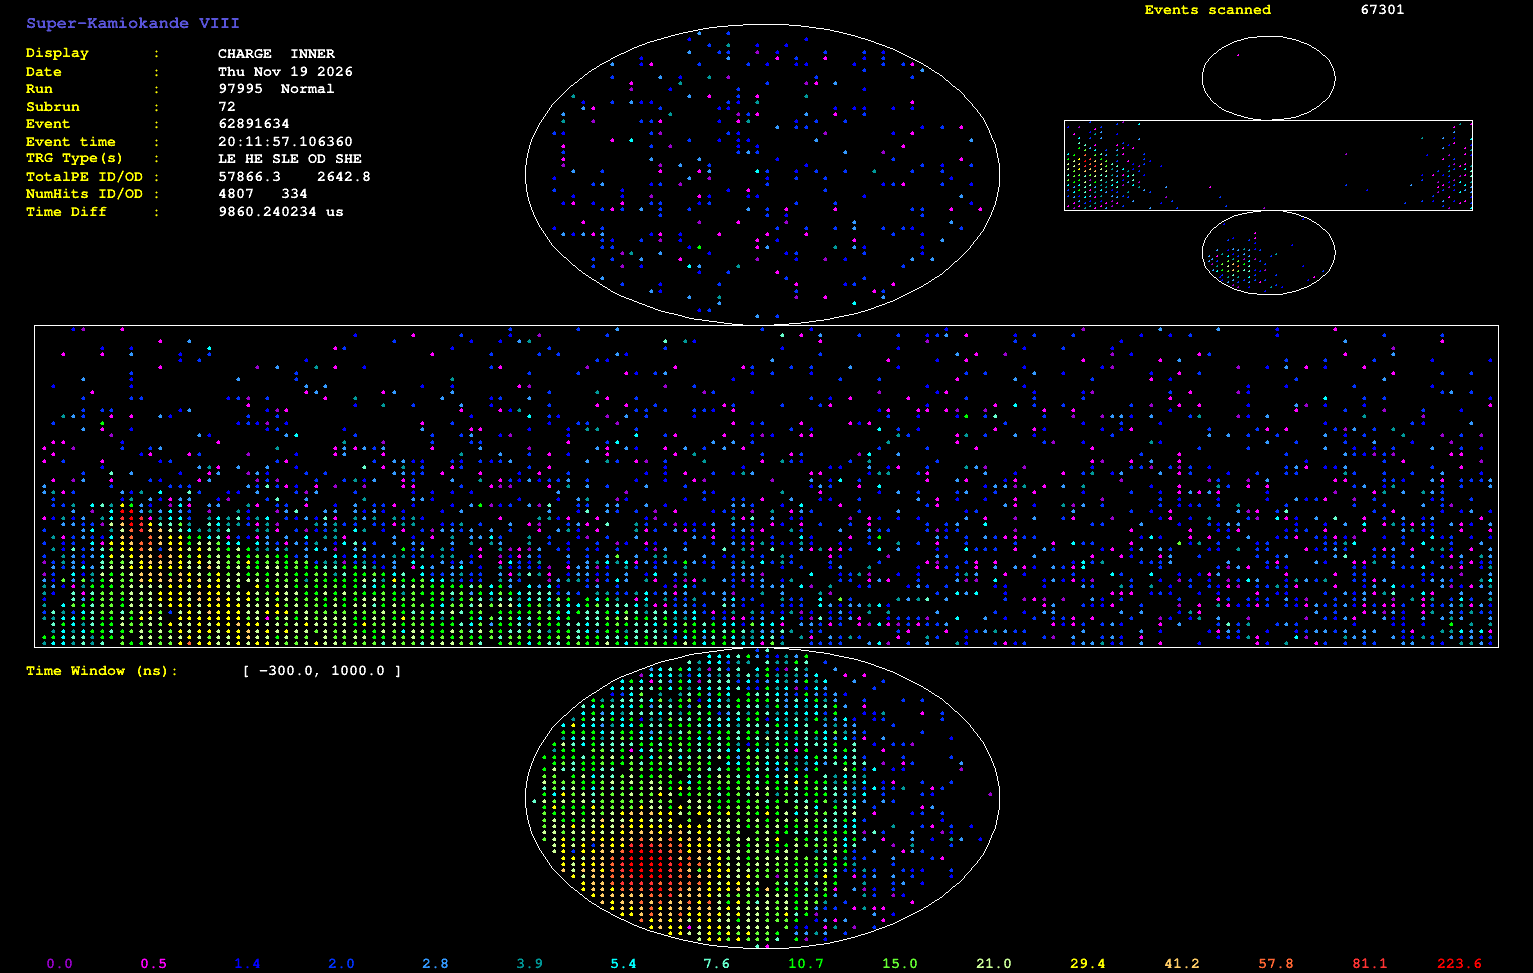 Super-Kamiokande VIII
Events scanned 67301
Display : CHARGE INNER
Date : Thu Nov 19 2026
Run : 97995 Normal
Subrun : 72
Event : 62891634
Event time : 20:11:57.106360
TRG Type(s) : LE HE SLE OD SHE
TotalPE ID/OD : 57866.3 2642.8
NumHits ID/OD : 4807 334
Time Diff : 9860.240234 us
Time Window (ns): [ −300.0, 1000.0 ]
0.0 0.5 1.4 2.0 2.8 3.9 5.4 7.6 10.7 15.0 21.0 29.4 41.2 57.8 81.1 223.6